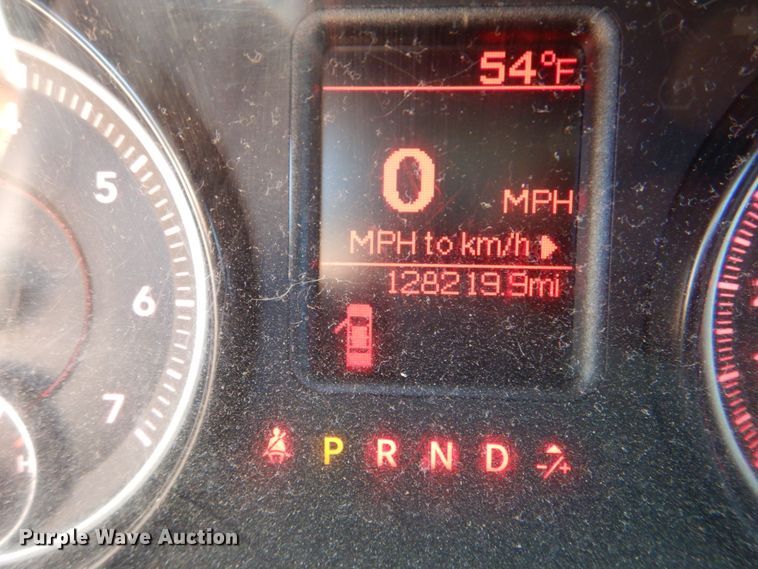 54°F
0
MPH
MPH to km/h
128219.9mi
5
6
7
H
P R N D
-/+
Purple Wave Auction